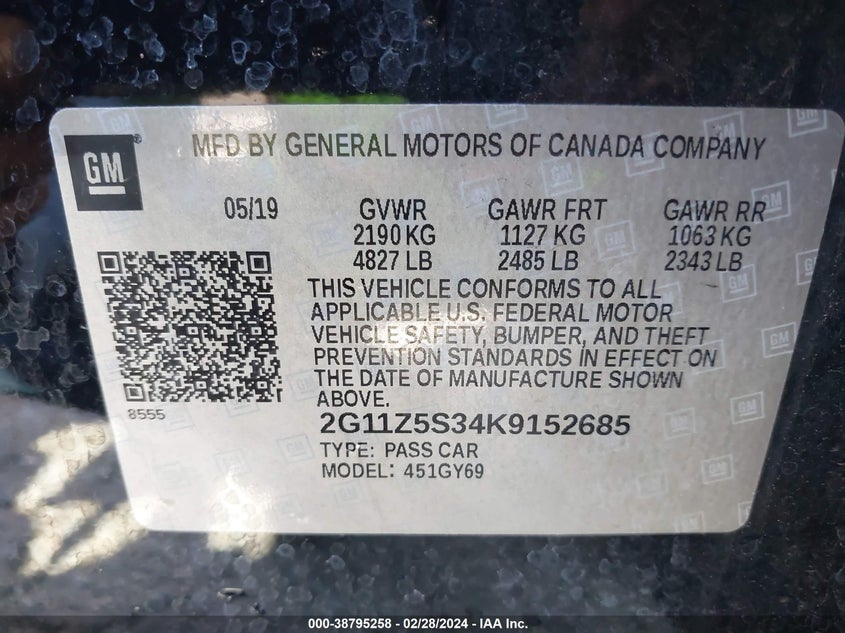 GM
MFD BY GENERAL MOTORS OF CANADA COMPANY
05/19 GVWR GAWR FRT GAWR RR
2190 KG 1127 KG 1063 KG
4827 LB 2485 LB 2343 LB
THIS VEHICLE CONFORMS TO ALL
APPLICABLE U.S. FEDERAL MOTOR
VEHICLE SAFETY, BUMPER, AND THEFT
PREVENTION STANDARDS IN EFFECT ON
THE DATE OF MANUFACTURE SHOWN
ABOVE.
8555
2G11Z5S34K9152685
TYPE: PASS CAR
MODEL: 451GY69
000-38795258 - 02/28/2024 - IAA Inc.